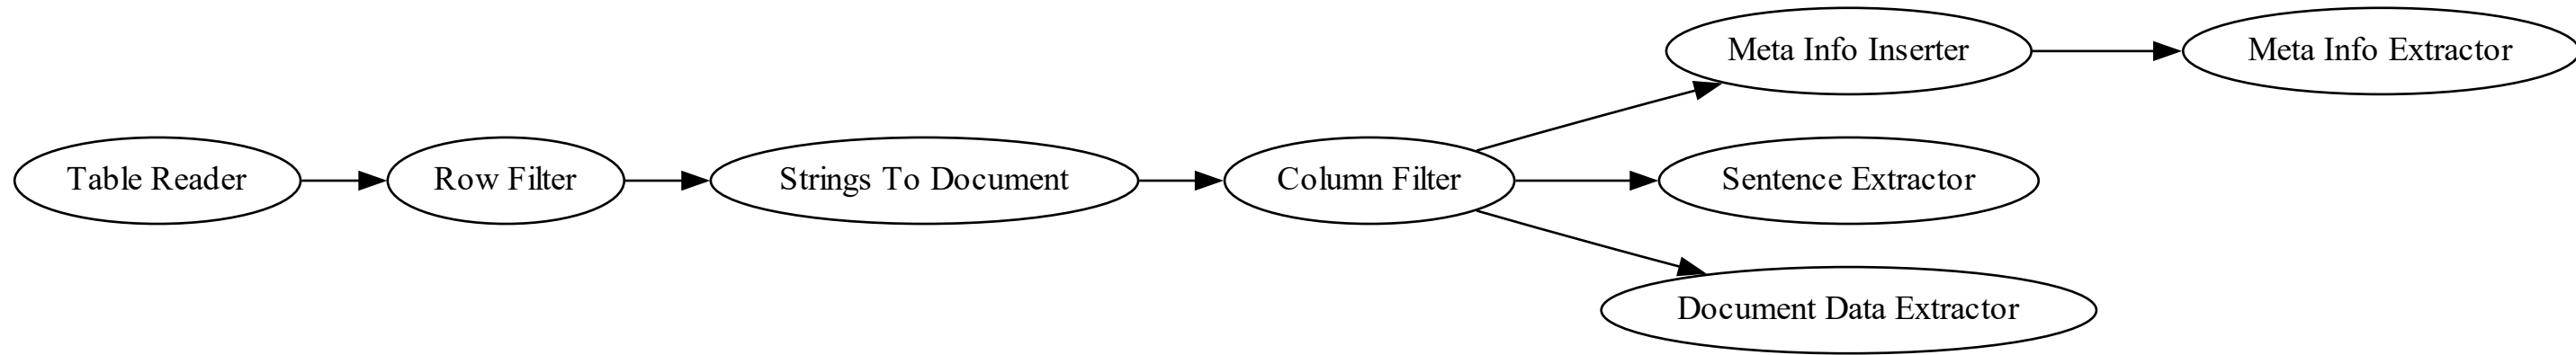 Table Reader
Row Filter
Strings To Document
Column Filter
Meta Info Inserter
Meta Info Extractor
Sentence Extractor
Document Data Extractor